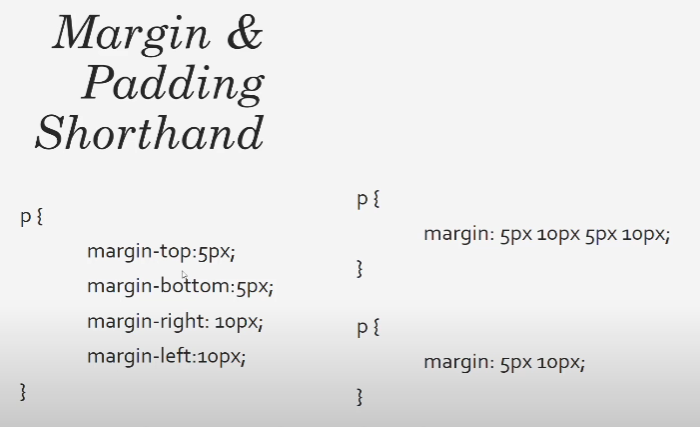 Margin &
Padding
Shorthand
p {
margin-top:5px;
margin-bottom:5px;
margin-right: 10px;
margin-left:10px;
}
p {
margin: 5px 10px 5px 10px;
}
p {
margin: 5px 10px;
}